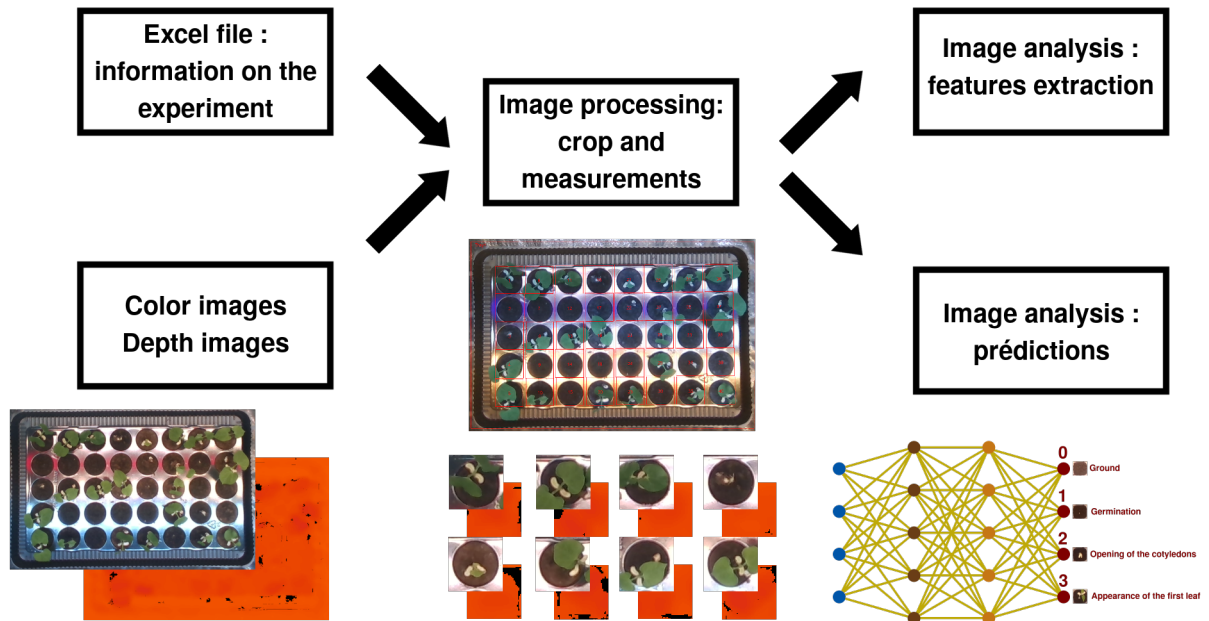 Excel file :
information on the
experiment
Color images
Depth images
Image processing:
crop and
measurements
Image analysis :
features extraction
Image analysis :
prédictions
0
Ground
1
Germination
2
Opening of the cotyledons
3
Appearance of the first leaf